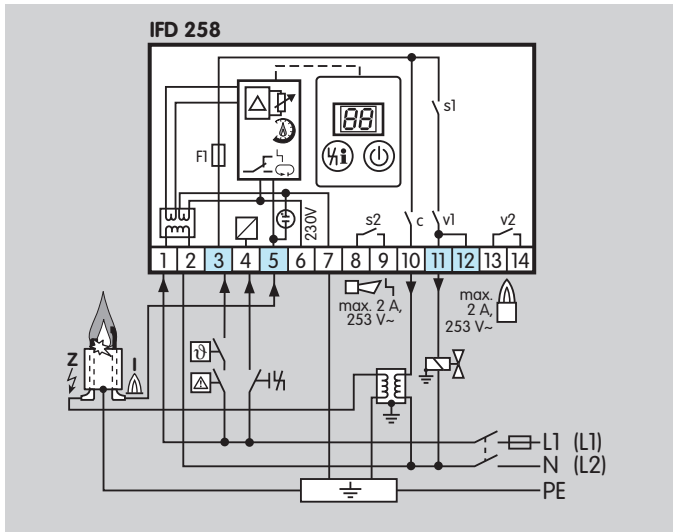 IFD 258
88
s1
F1
i
230V
s2
c
v1
v2
1 2 3 4 5 6 7 8 9 10 11 12 13 14
max. 2 A,
253 V~
max.
2 A,
253 V~
ϑ
Z
I
L1 (L1)
N (L2)
PE